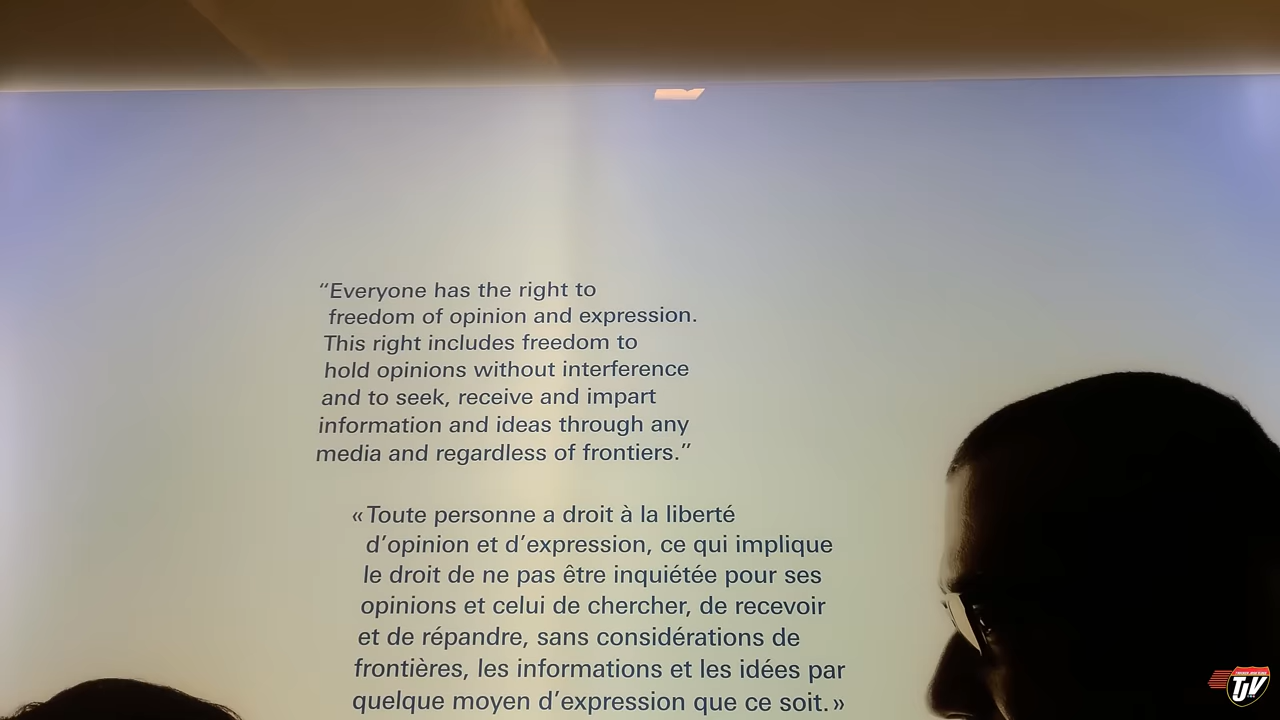 “Everyone has the right to
freedom of opinion and expression.
This right includes freedom to
hold opinions without interference
and to seek, receive and impart
information and ideas through any
media and regardless of frontiers.”
«Toute personne a droit à la liberté
d’opinion et d’expression, ce qui implique
le droit de ne pas être inquiétée pour ses
opinions et celui de chercher, de recevoir
et de répandre, sans considérations de
frontières, les informations et les idées par
quelque moyen d’expression que ce soit.»
TJV